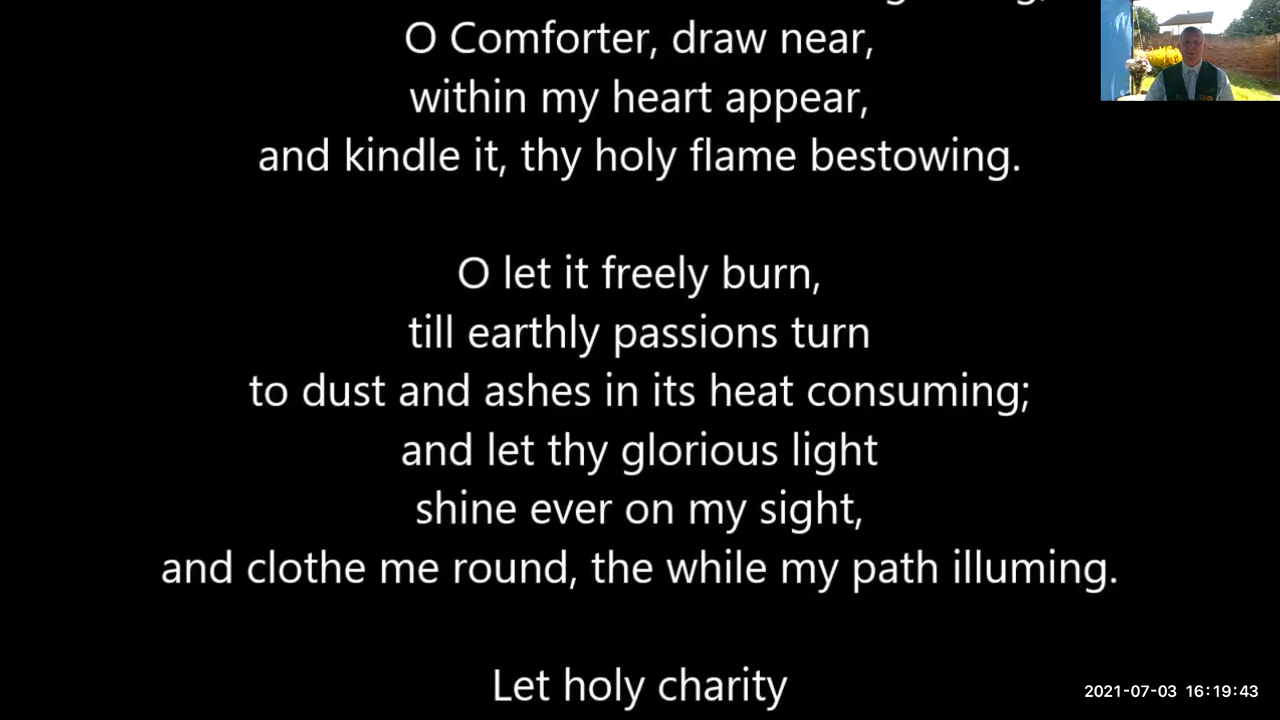 O Comforter, draw near,
within my heart appear,
and kindle it, thy holy flame bestowing.
O let it freely burn,
till earthly passions turn
to dust and ashes in its heat consuming;
and let thy glorious light
shine ever on my sight,
and clothe me round, the while my path illuming.
Let holy charity
2021-07-03 16:19:43